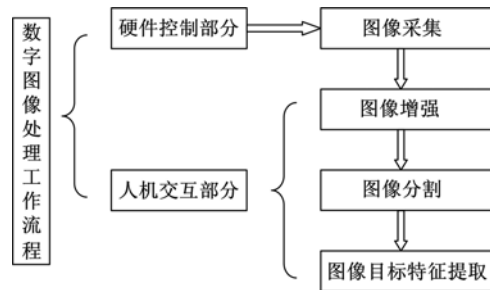 数字图像处理工作流程
硬件控制部分
图像采集
图像增强
人机交互部分
图像分割
图像目标特征提取